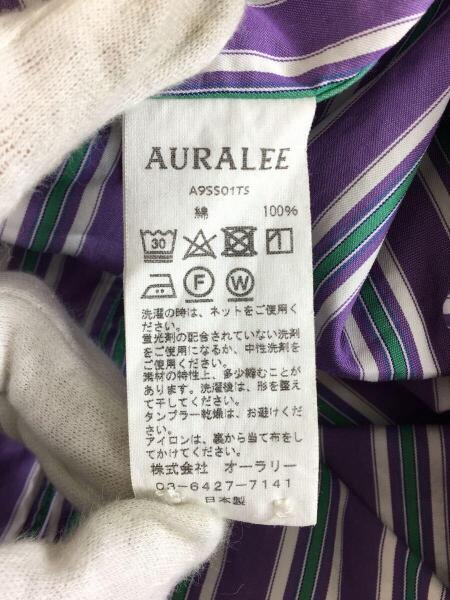 AURALEE
A9SS01TS
綿 100%
30
F W
洗濯の時は、ネットをご使用く
ださい。
蛍光剤の配合されていない洗剤
をご使用になるか、中性洗剤を
ご使用ください。
素材の特性上、多少縮むことが
あります。洗濯後は、形を整え
て干してください。
タンブラー乾燥は、お避けくだ
さい。
アイロンは、裏から当て布をし
てかけてください。
株式会社 オーラリー
03-6427-7141
日本製